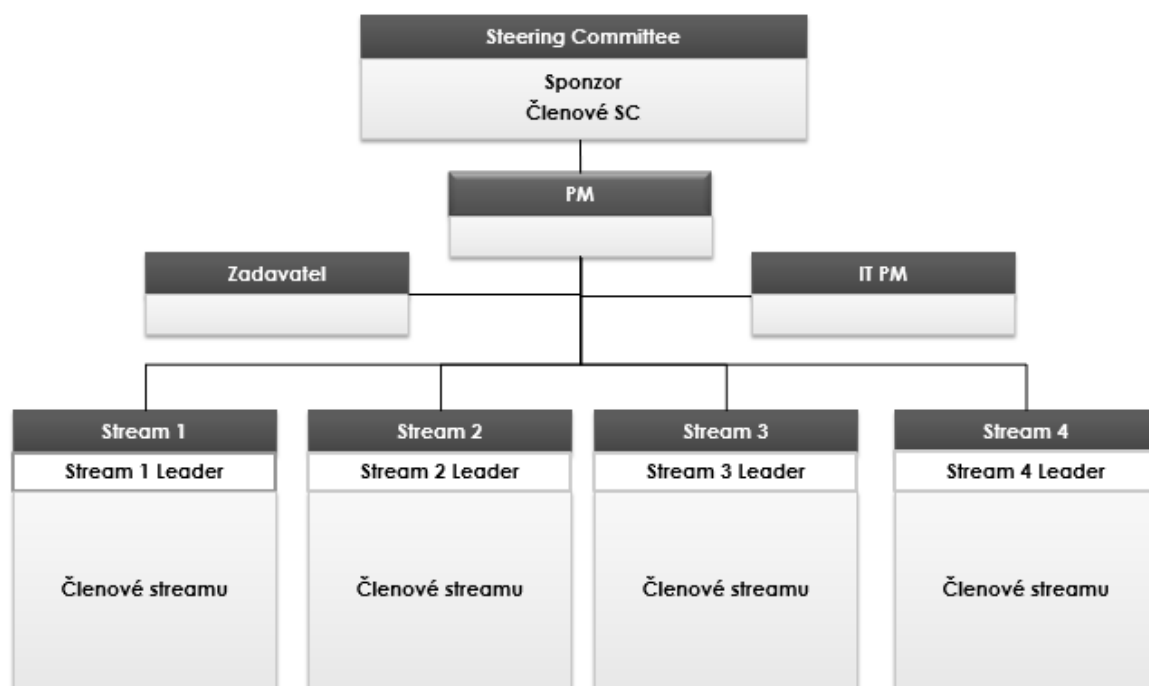 Steering Committee
Sponzor
Členové SC
PM
Zadavatel
IT PM
Stream 1
Stream 2
Stream 3
Stream 4
Stream 1 Leader
Stream 2 Leader
Stream 3 Leader
Stream 4 Leader
Členové streamu
Členové streamu
Členové streamu
Členové streamu